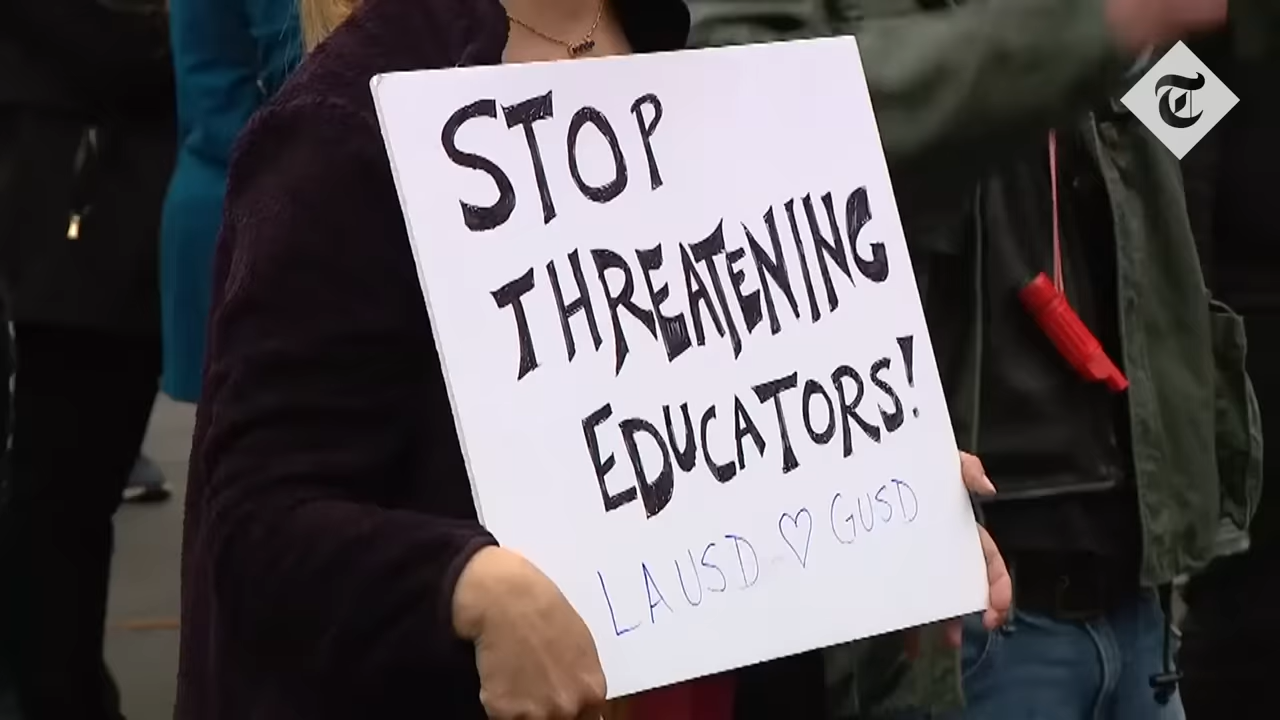 STOP
THREATENING
EDUCATORS!
LAUSD ♡ GUSD
T